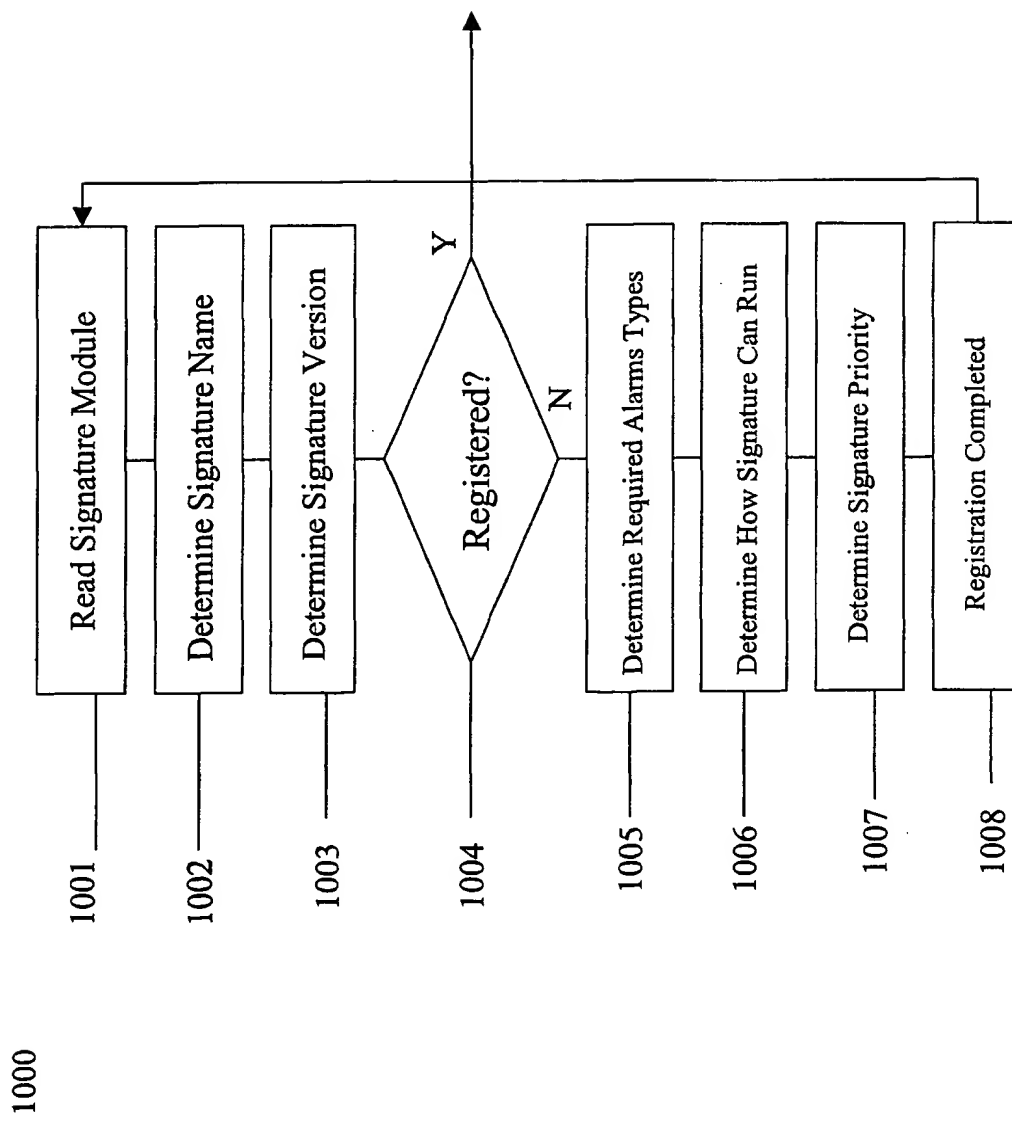 1000
1001
Read Signature Module
1002
Determine Signature Name
1003
Determine Signature Version
1004
Registered?
Y
N
1005
Determine Required Alarms Types
1006
Determine How Signature Can Run
1007
Determine Signature Priority
1008
Registration Completed